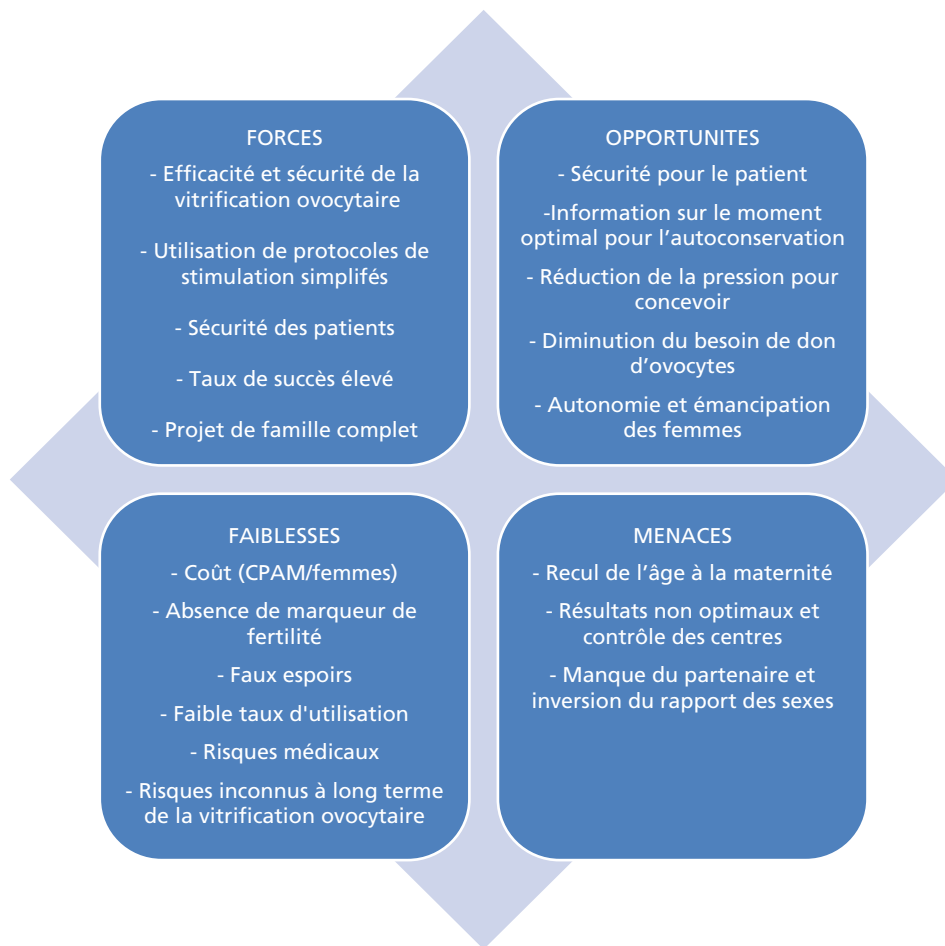 FORCES
- Efficacité et sécurité de la
vitrification ovocytaire
- Utilisation de protocoles de
stimulation simplifiés
- Sécurité des patients
- Taux de succès élevé
- Projet de famille complet
OPPORTUNITES
- Sécurité pour le patient
-Information sur le moment
optimal pour l’autoconservation
- Réduction de la pression pour
concevoir
- Diminution du besoin de don
d’ovocytes
- Autonomie et émancipation
des femmes
FAIBLESSES
- Coût (CPAM/femmes)
- Absence de marqueur de
fertilité
- Faux espoirs
- Faible taux d'utilisation
- Risques médicaux
- Risques inconnus à long terme
de la vitrification ovocytaire
MENACES
- Recul de l’âge à la maternité
- Résultats non optimaux et
contrôle des centres
- Manque du partenaire et
inversion du rapport des sexes